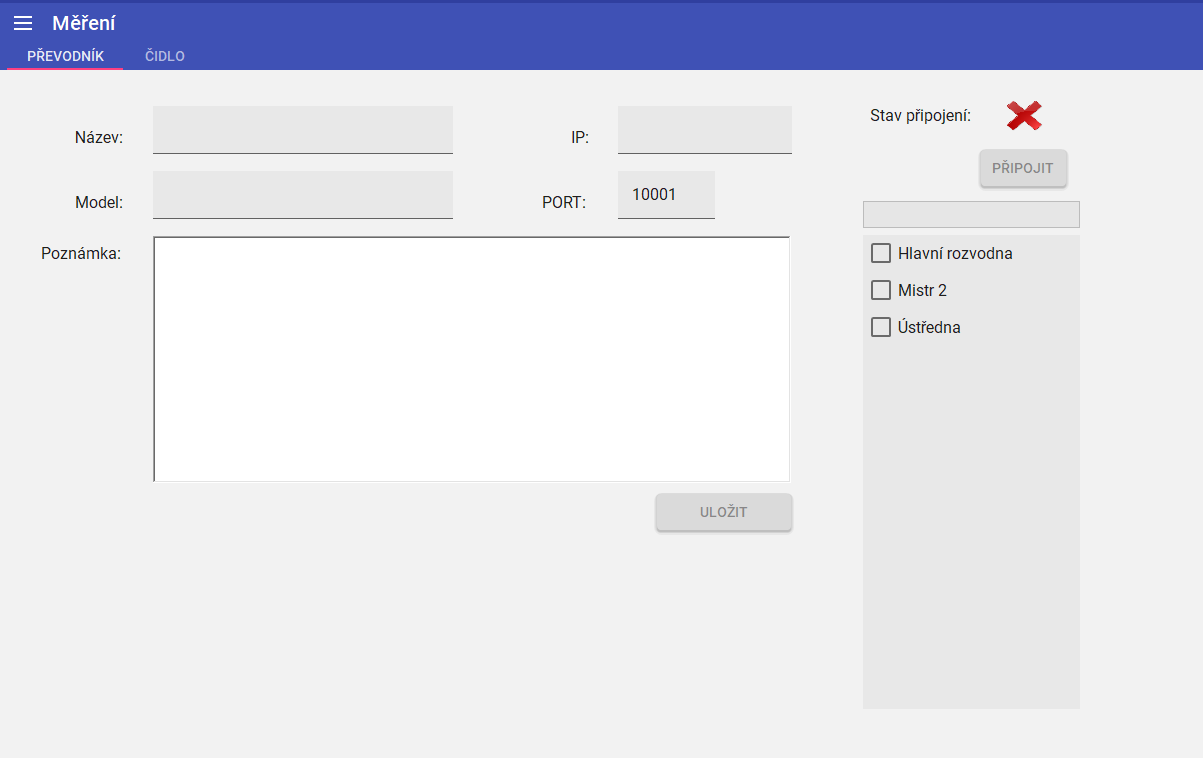 Měření
PŘEVODNÍK ČIDLO
Název:
IP:
Model:
PORT: 10001
Poznámka:
ULOŽIT
Stav připojení:
PŘIPOJIT
Hlavní rozvodna
Mistr 2
Ústředna